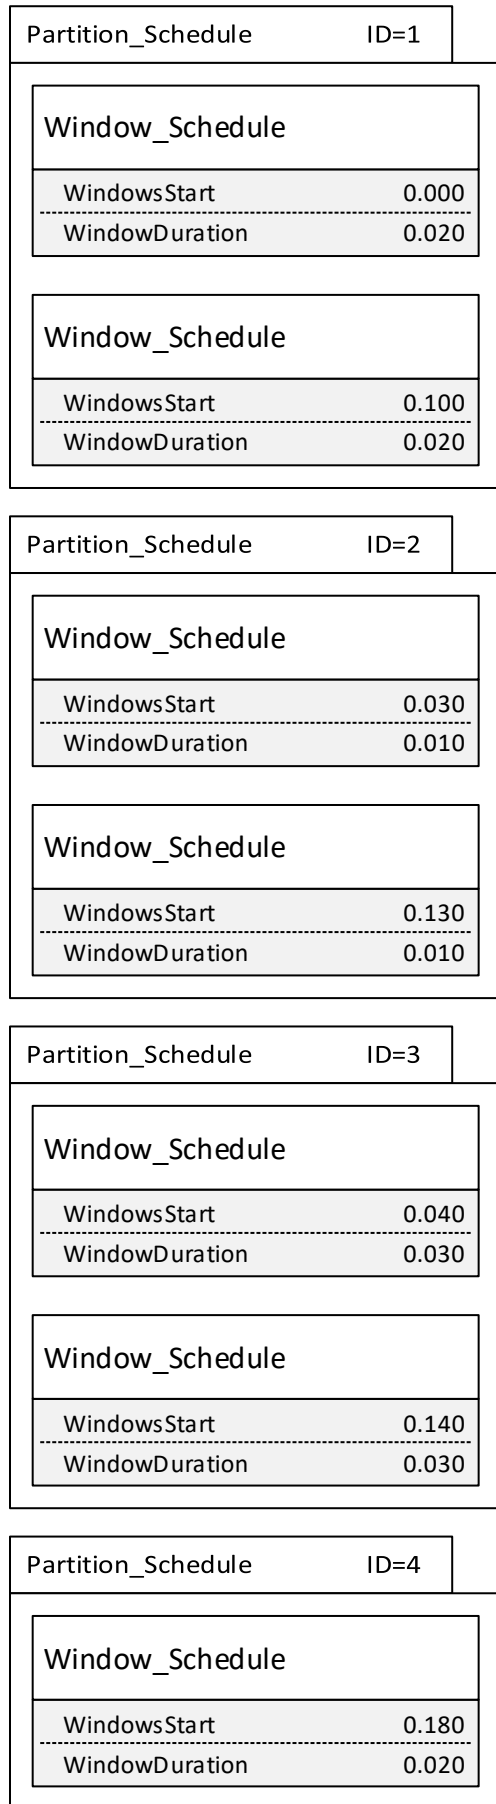 Partition_Schedule ID=1
Window_Schedule
WindowsStart 0.000
WindowDuration 0.020
Window_Schedule
WindowsStart 0.100
WindowDuration 0.020
Partition_Schedule ID=2
Window_Schedule
WindowsStart 0.030
WindowDuration 0.010
Window_Schedule
WindowsStart 0.130
WindowDuration 0.010
Partition_Schedule ID=3
Window_Schedule
WindowsStart 0.040
WindowDuration 0.030
Window_Schedule
WindowsStart 0.140
WindowDuration 0.030
Partition_Schedule ID=4
Window_Schedule
WindowsStart 0.180
WindowDuration 0.020